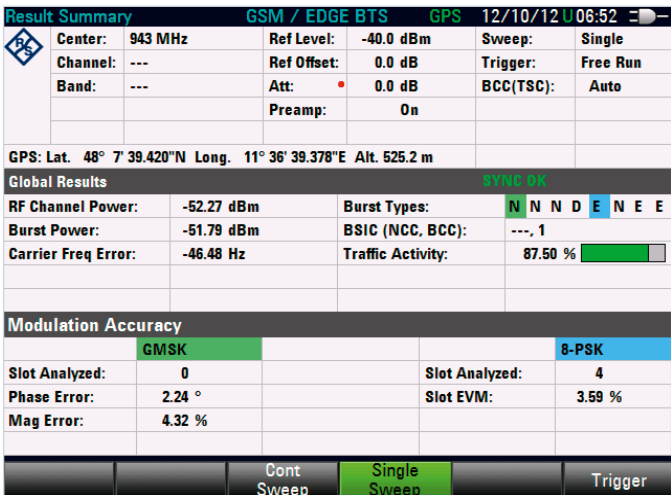 Result Summary GSM / EDGE BTS GPS 12/10/12 U 06:52
R&S Center: 943 MHz Ref Level: -40.0 dBm Sweep: Single
Channel: --- Ref Offset: 0.0 dB Trigger: Free Run
Band: --- Att: 0.0 dB BCC(TSC): Auto
Preamp: On
GPS: Lat. 48° 7' 39.420"N Long. 11° 36' 39.378"E Alt. 525.2 m
Global Results SYNC OK
RF Channel Power: -52.27 dBm Burst Types: N N N D E N E E
Burst Power: -51.79 dBm BSIC (NCC, BCC): ---, 1
Carrier Freq Error: -46.48 Hz Traffic Activity: 87.50 %
Modulation Accuracy
GMSK 8-PSK
Slot Analyzed: 0 Slot Analyzed: 4
Phase Error: 2.24 ° Slot EVM: 3.59 %
Mag Error: 4.32 %
Cont Sweep Single Sweep Trigger